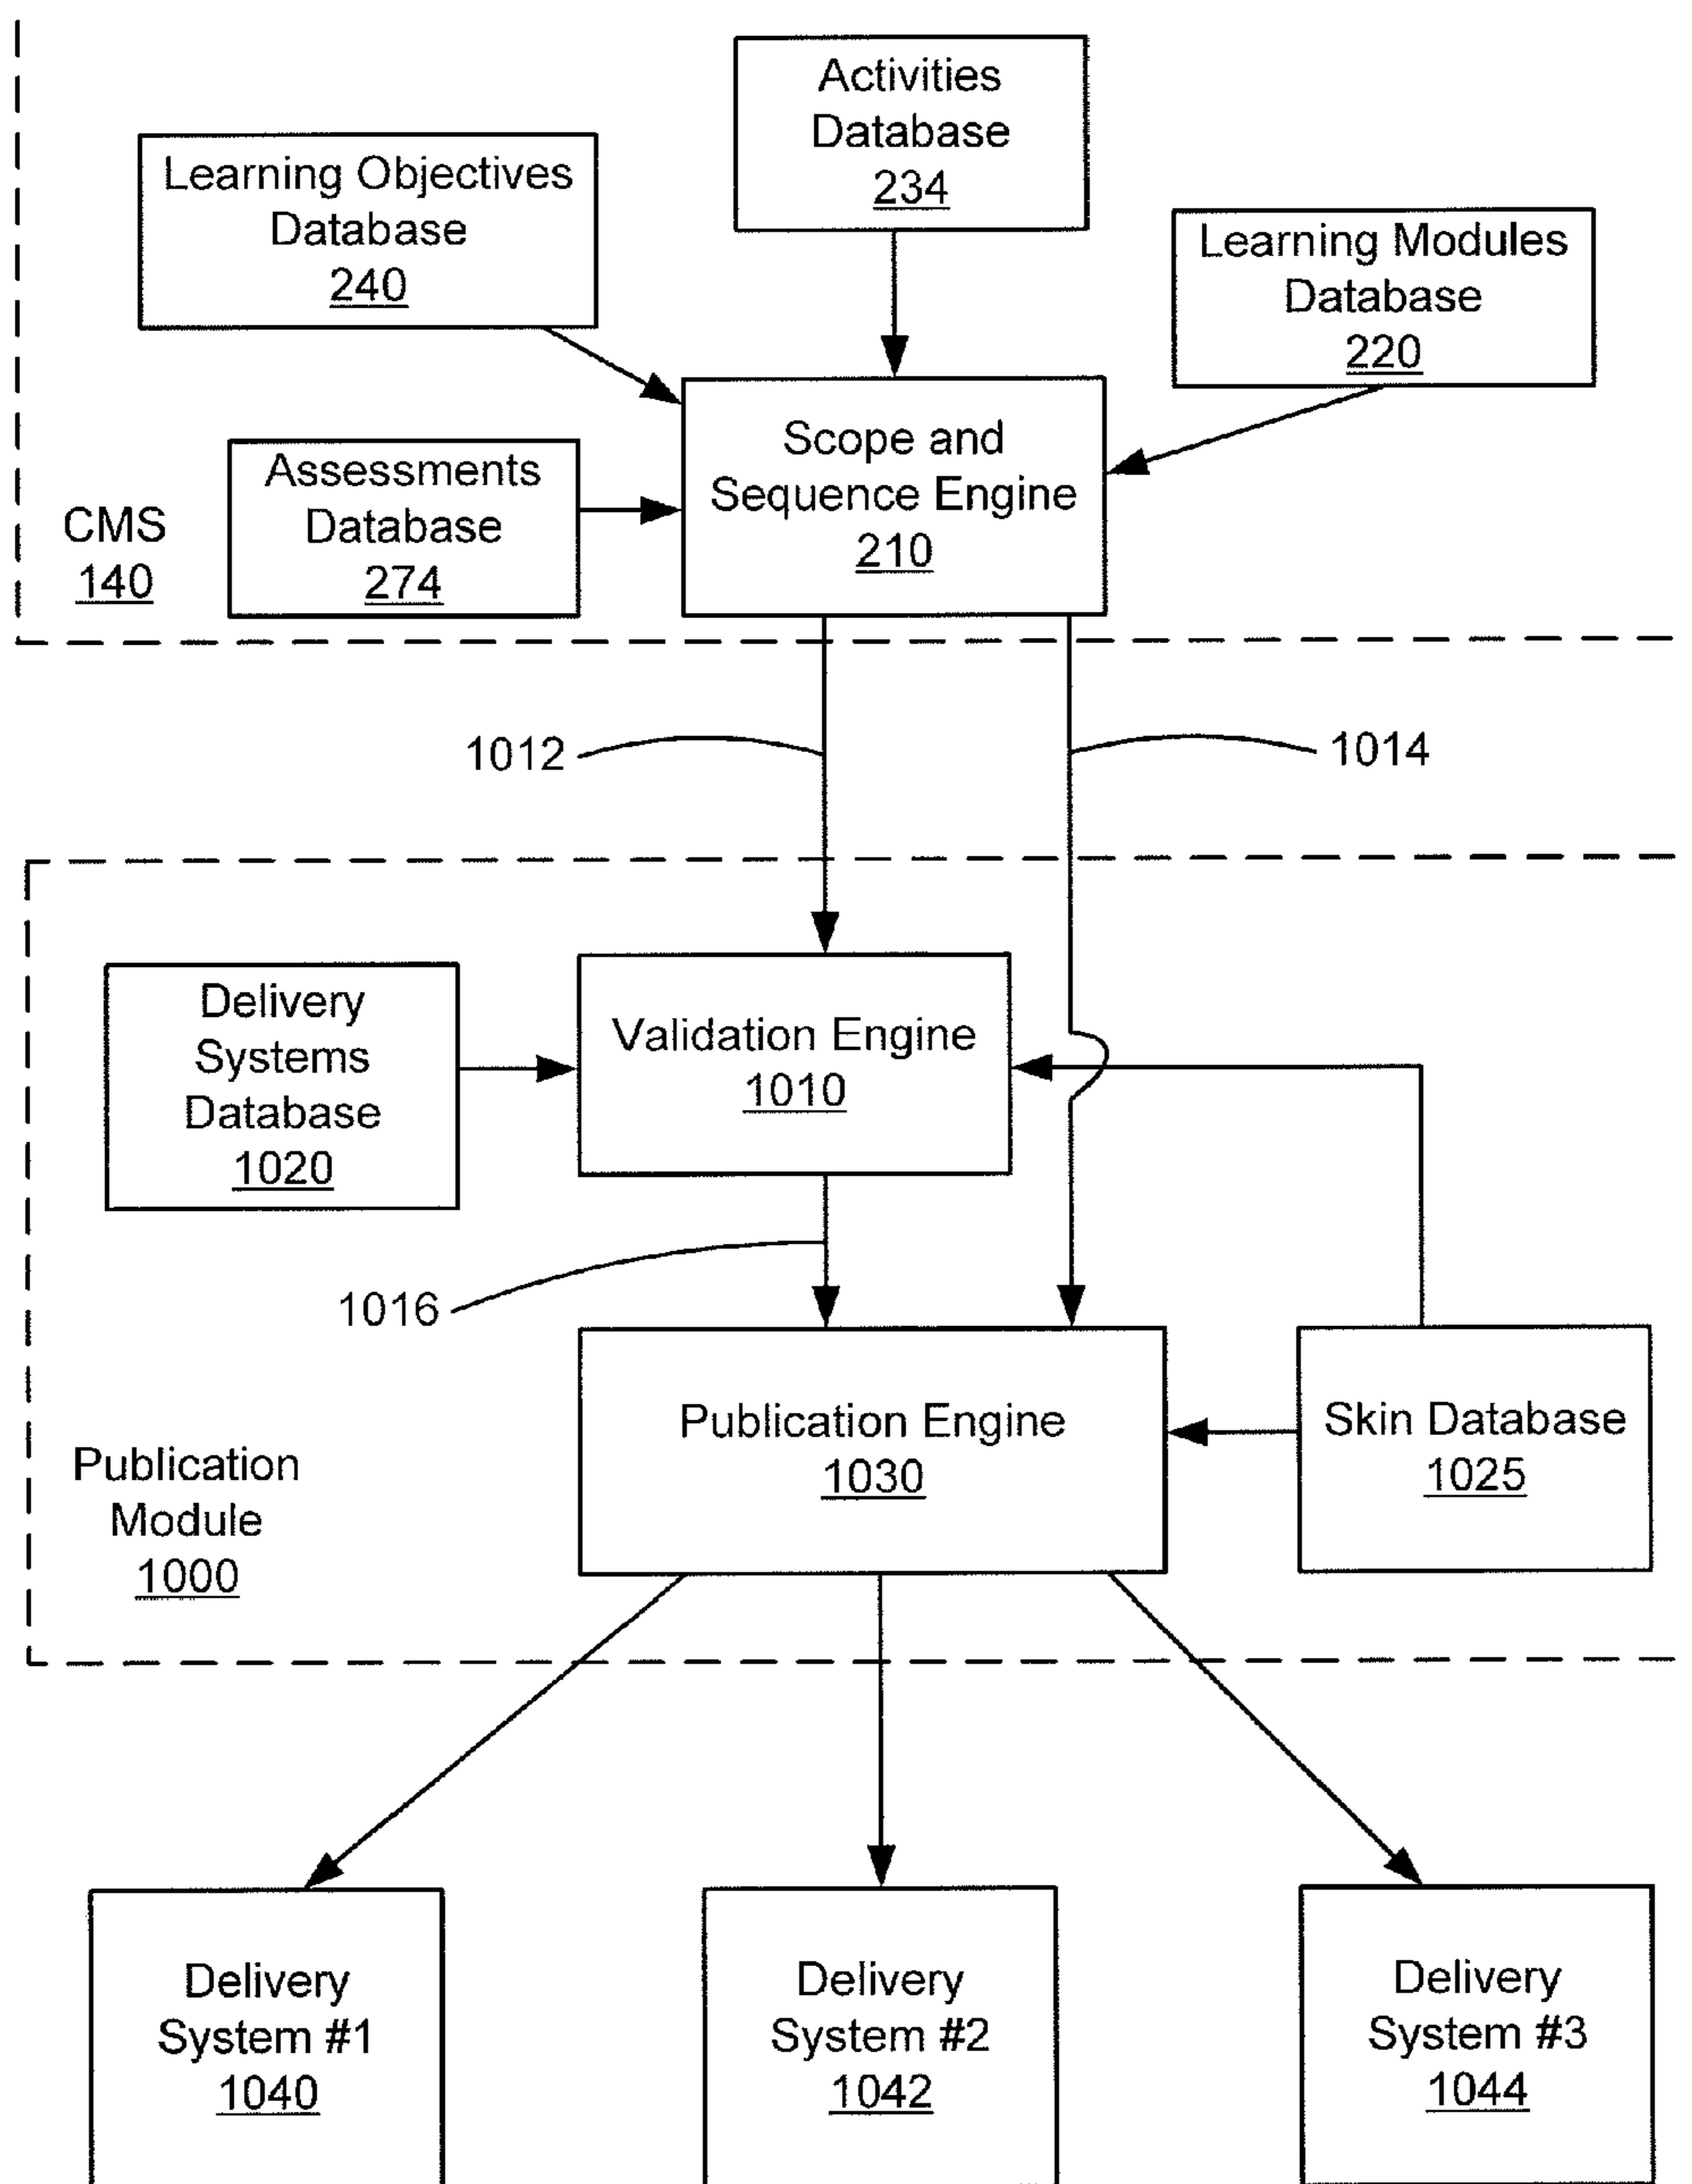 Activities
Database
234
Learning Objectives
Database
240
Learning Modules
Database
220
Scope and
Sequence Engine
210
Assessments
Database
274
CMS
140
1012
1014
Delivery
Systems
Database
1020
Validation Engine
1010
1016
Publication Engine
1030
Skin Database
1025
Publication
Module
1000
Delivery
System #1
1040
Delivery
System #2
1042
Delivery
System #3
1044